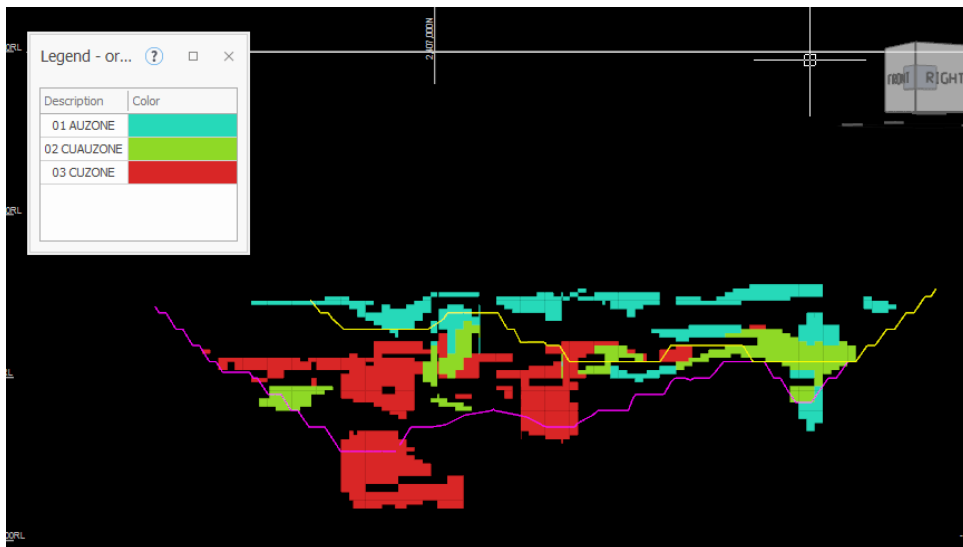 Legend - or...
?
Description Color
01 AUZONE
02 CUAUZONE
03 CUZONE
RIGHT